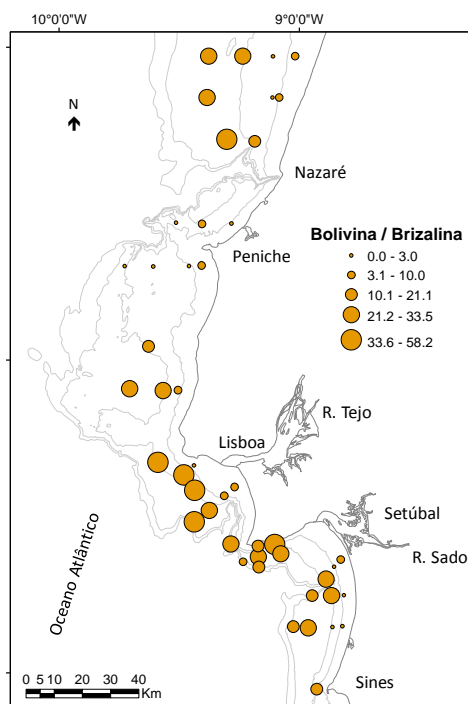 10°0'0"W
9°0'0"W
N
Nazaré
Bolivina / Brizalina
0.0 - 3.0
3.1 - 10.0
10.1 - 21.1
21.2 - 33.5
33.6 - 58.2
Peniche
R. Tejo
Lisboa
Setúbal
R. Sado
Oceano Atlântico
0 5 10 20 30 40
Km
Sines